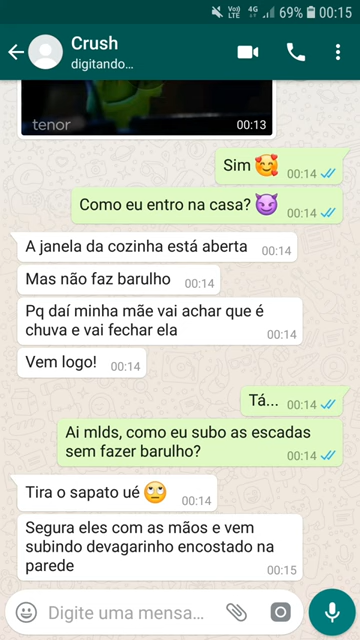 Voj) LTE 4G 69% 00:15
Crush
digitando...
tenor 00:13
Sim 🥰 00:14
Como eu entro na casa? 😈 00:14
A janela da cozinha está aberta 00:14
Mas não faz barulho 00:14
Pq daí minha mãe vai achar que é
chuva e vai fechar ela 00:14
Vem logo! 00:14
Tá... 00:14
Ai mlds, como eu subo as escadas
sem fazer barulho? 00:14
Tira o sapato ué 🙄 00:14
Segura eles com as mãos e vem
subindo devagarinho encostado na
parede 00:15
Digite uma mensa...